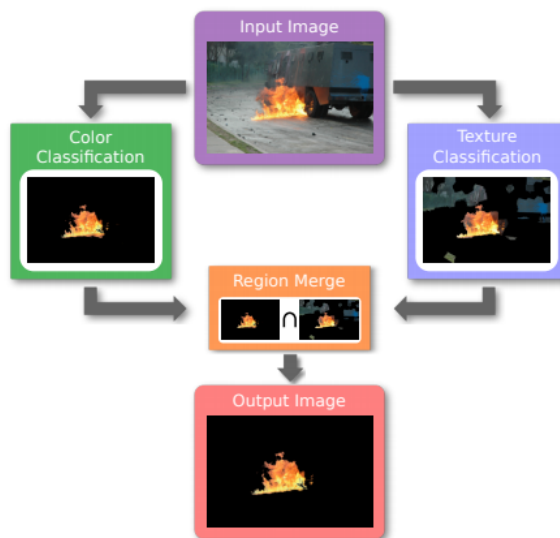 Input Image
Color
Classification
Texture
Classification
Region Merge
∩
Output Image